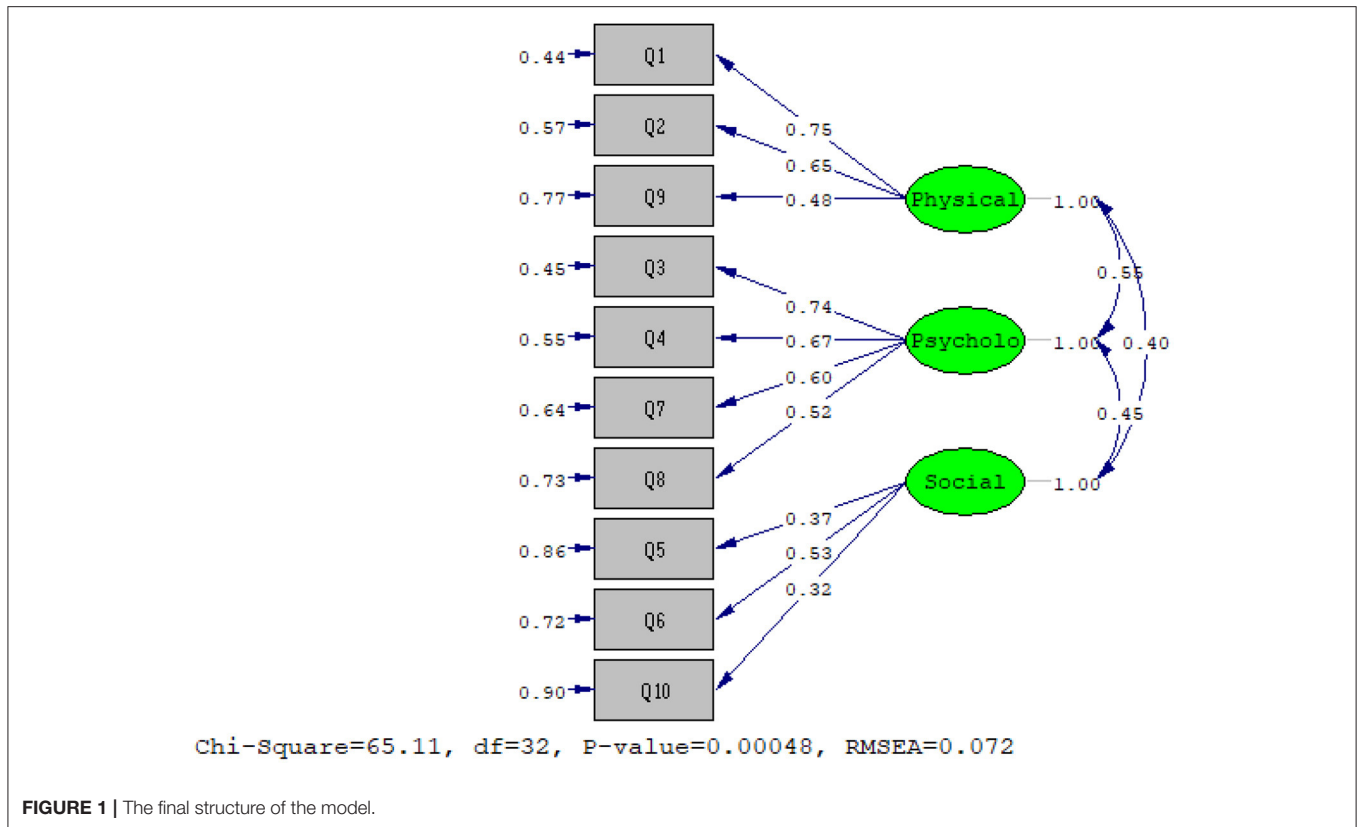 0.44 Q1
0.57 Q2
0.77 Q9
0.45 Q3
0.55 Q4
0.64 Q7
0.73 Q8
0.86 Q5
0.72 Q6
0.90 Q10
0.75
0.65
0.48
0.74
0.67
0.60
0.52
0.37
0.53
0.32
Physical 1.00
Psycholo 1.00
Social 1.00
0.55
0.40
0.45
Chi-Square=65.11, df=32, P-value=0.00048, RMSEA=0.072
FIGURE 1 | The final structure of the model.